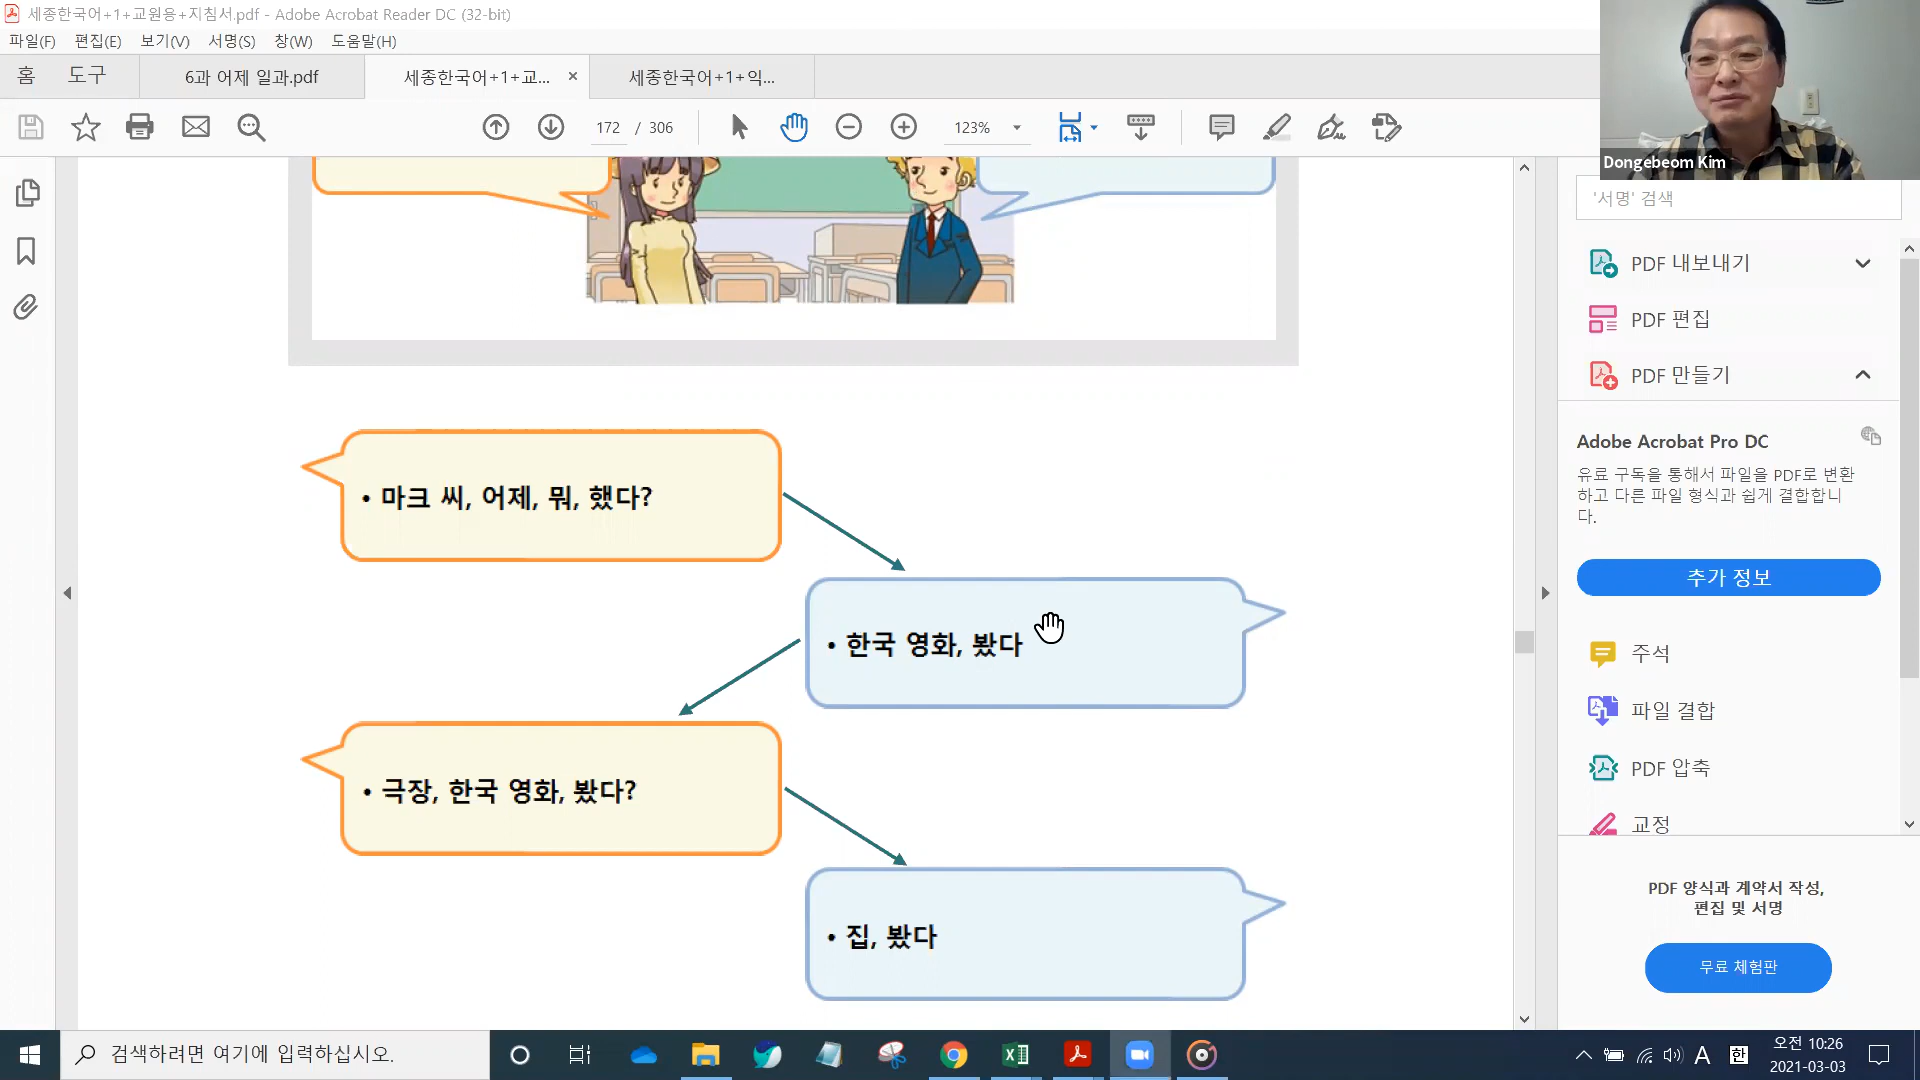 세종한국어+1+교원용+지침서.pdf - Adobe Acrobat Reader DC (32-bit)
파일(F) 편집(E) 보기(V) 서명(S) 창(W) 도움말(H)
홈 도구 6과 어제 일과.pdf 세종한국어+1+교... × 세종한국어+1+익...
172 / 306 123%
Dongebeom Kim
'서명' 검색
PDF 내보내기
PDF 편집
PDF 만들기
Adobe Acrobat Pro DC
유료 구독을 통해서 파일을 PDF로 변환
하고 다른 파일 형식과 쉽게 결합합니
다.
추가 정보
주석
파일 결합
PDF 압축
교정
PDF 양식과 계약서 작성,
편집 및 서명
무료 체험판
• 마크 씨, 어제, 뭐, 했다?
• 한국 영화, 봤다
• 극장, 한국 영화, 봤다?
• 집, 봤다
검색하려면 여기에 입력하십시오.
A 한 오전 10:26
2021-03-03